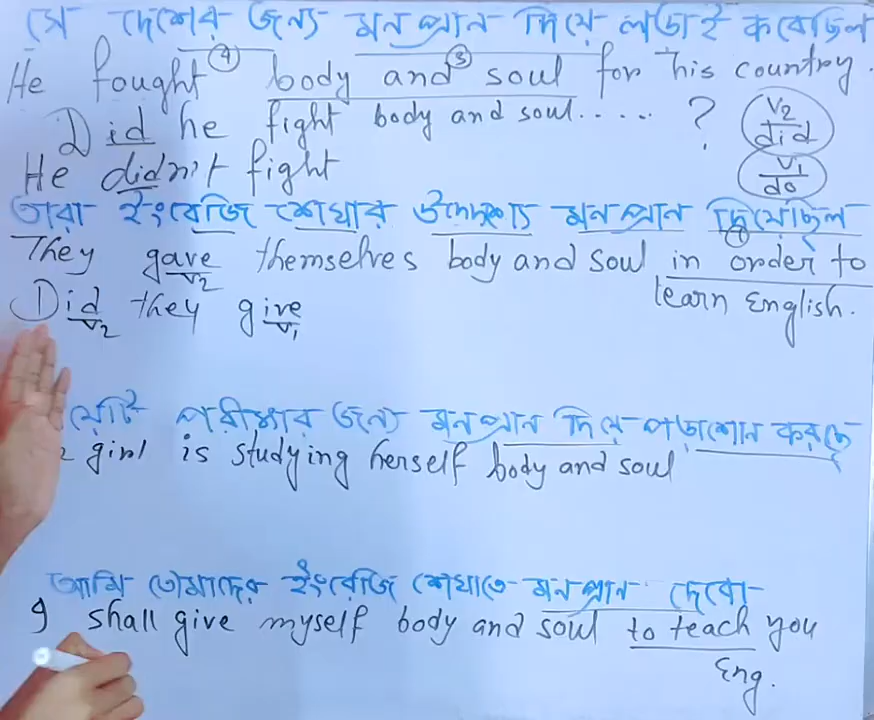 সে দেশের জন্য মনপ্রান দিয়ে লড়াই করেছিল
He fought ④ body and ③ soul for his country.
Did he fight body and soul..... ? V2 did
He didn't fight V1 do
তারা ইংরেজি শেখার উদ্দেশ্যে মনপ্রান দিয়েছিল
They gave V2 themselves body and soul in order to
learn English.
Did V2 they give V1
য়েটি পরীক্ষার জন্য মনপ্রান দিয়ে পড়াশোন করছে
girl is studying herself body and soul
আমি তোমাদের ইংরেজি শেখাতে মনপ্রান দেবো
I shall give myself body and soul to teach you
Eng.